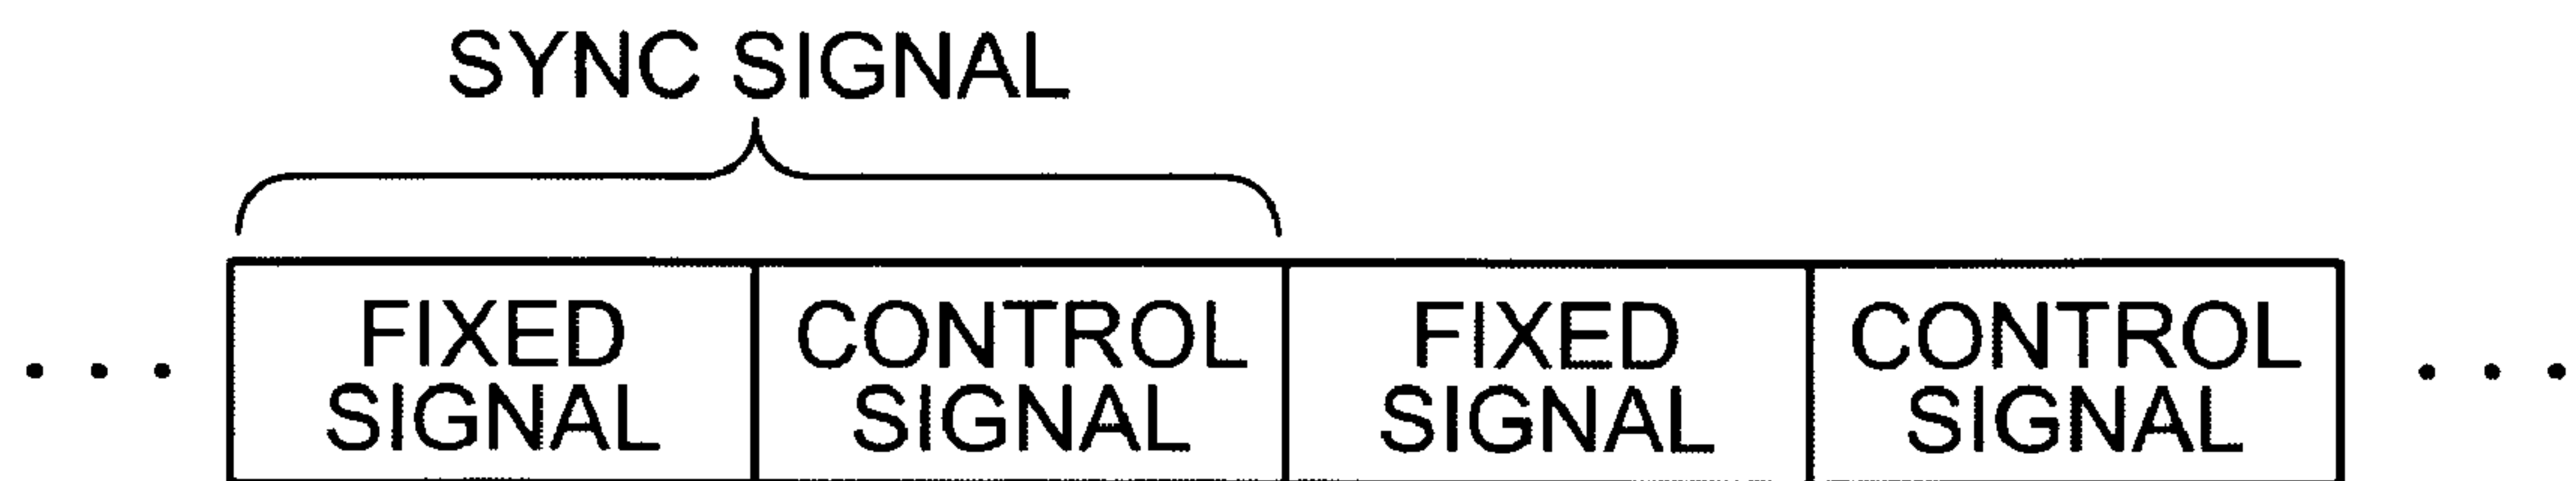 SYNC SIGNAL
FIXED
SIGNAL
CONTROL
SIGNAL
FIXED
SIGNAL
CONTROL
SIGNAL